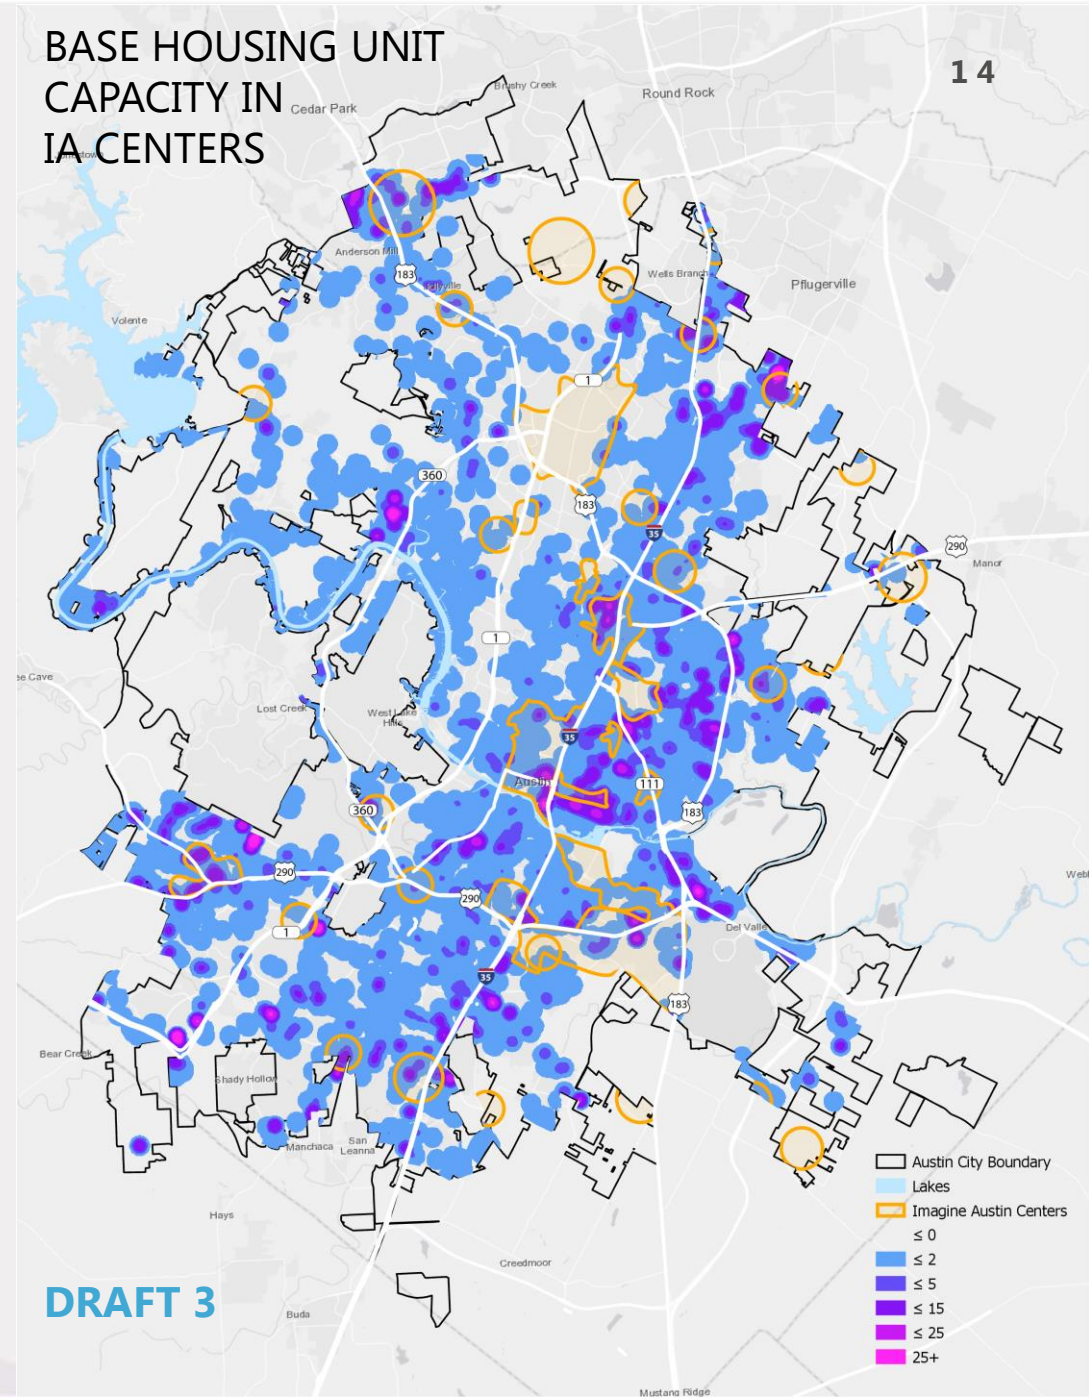 BASE HOUSING UNIT
CAPACITY IN
IA CENTERS
14
Brushy Creek
Round Rock
Cedar Park
Anderson Mill
183
Wells Branch
Pflugerville
Volente
1
360
183
35
290
Manor
1
Lost Creek
West Lake
Hills
35
Austin
111
360
183
290
290
1
Del Valle
35
183
Bear Creek
Shady Hollow
Manchaca
San
Leanna
Hays
Creedmoor
Buda
Mustang Ridge
Austin City Boundary
Lakes
Imagine Austin Centers
≤ 0
≤ 2
≤ 5
≤ 15
≤ 25
25+
DRAFT 3